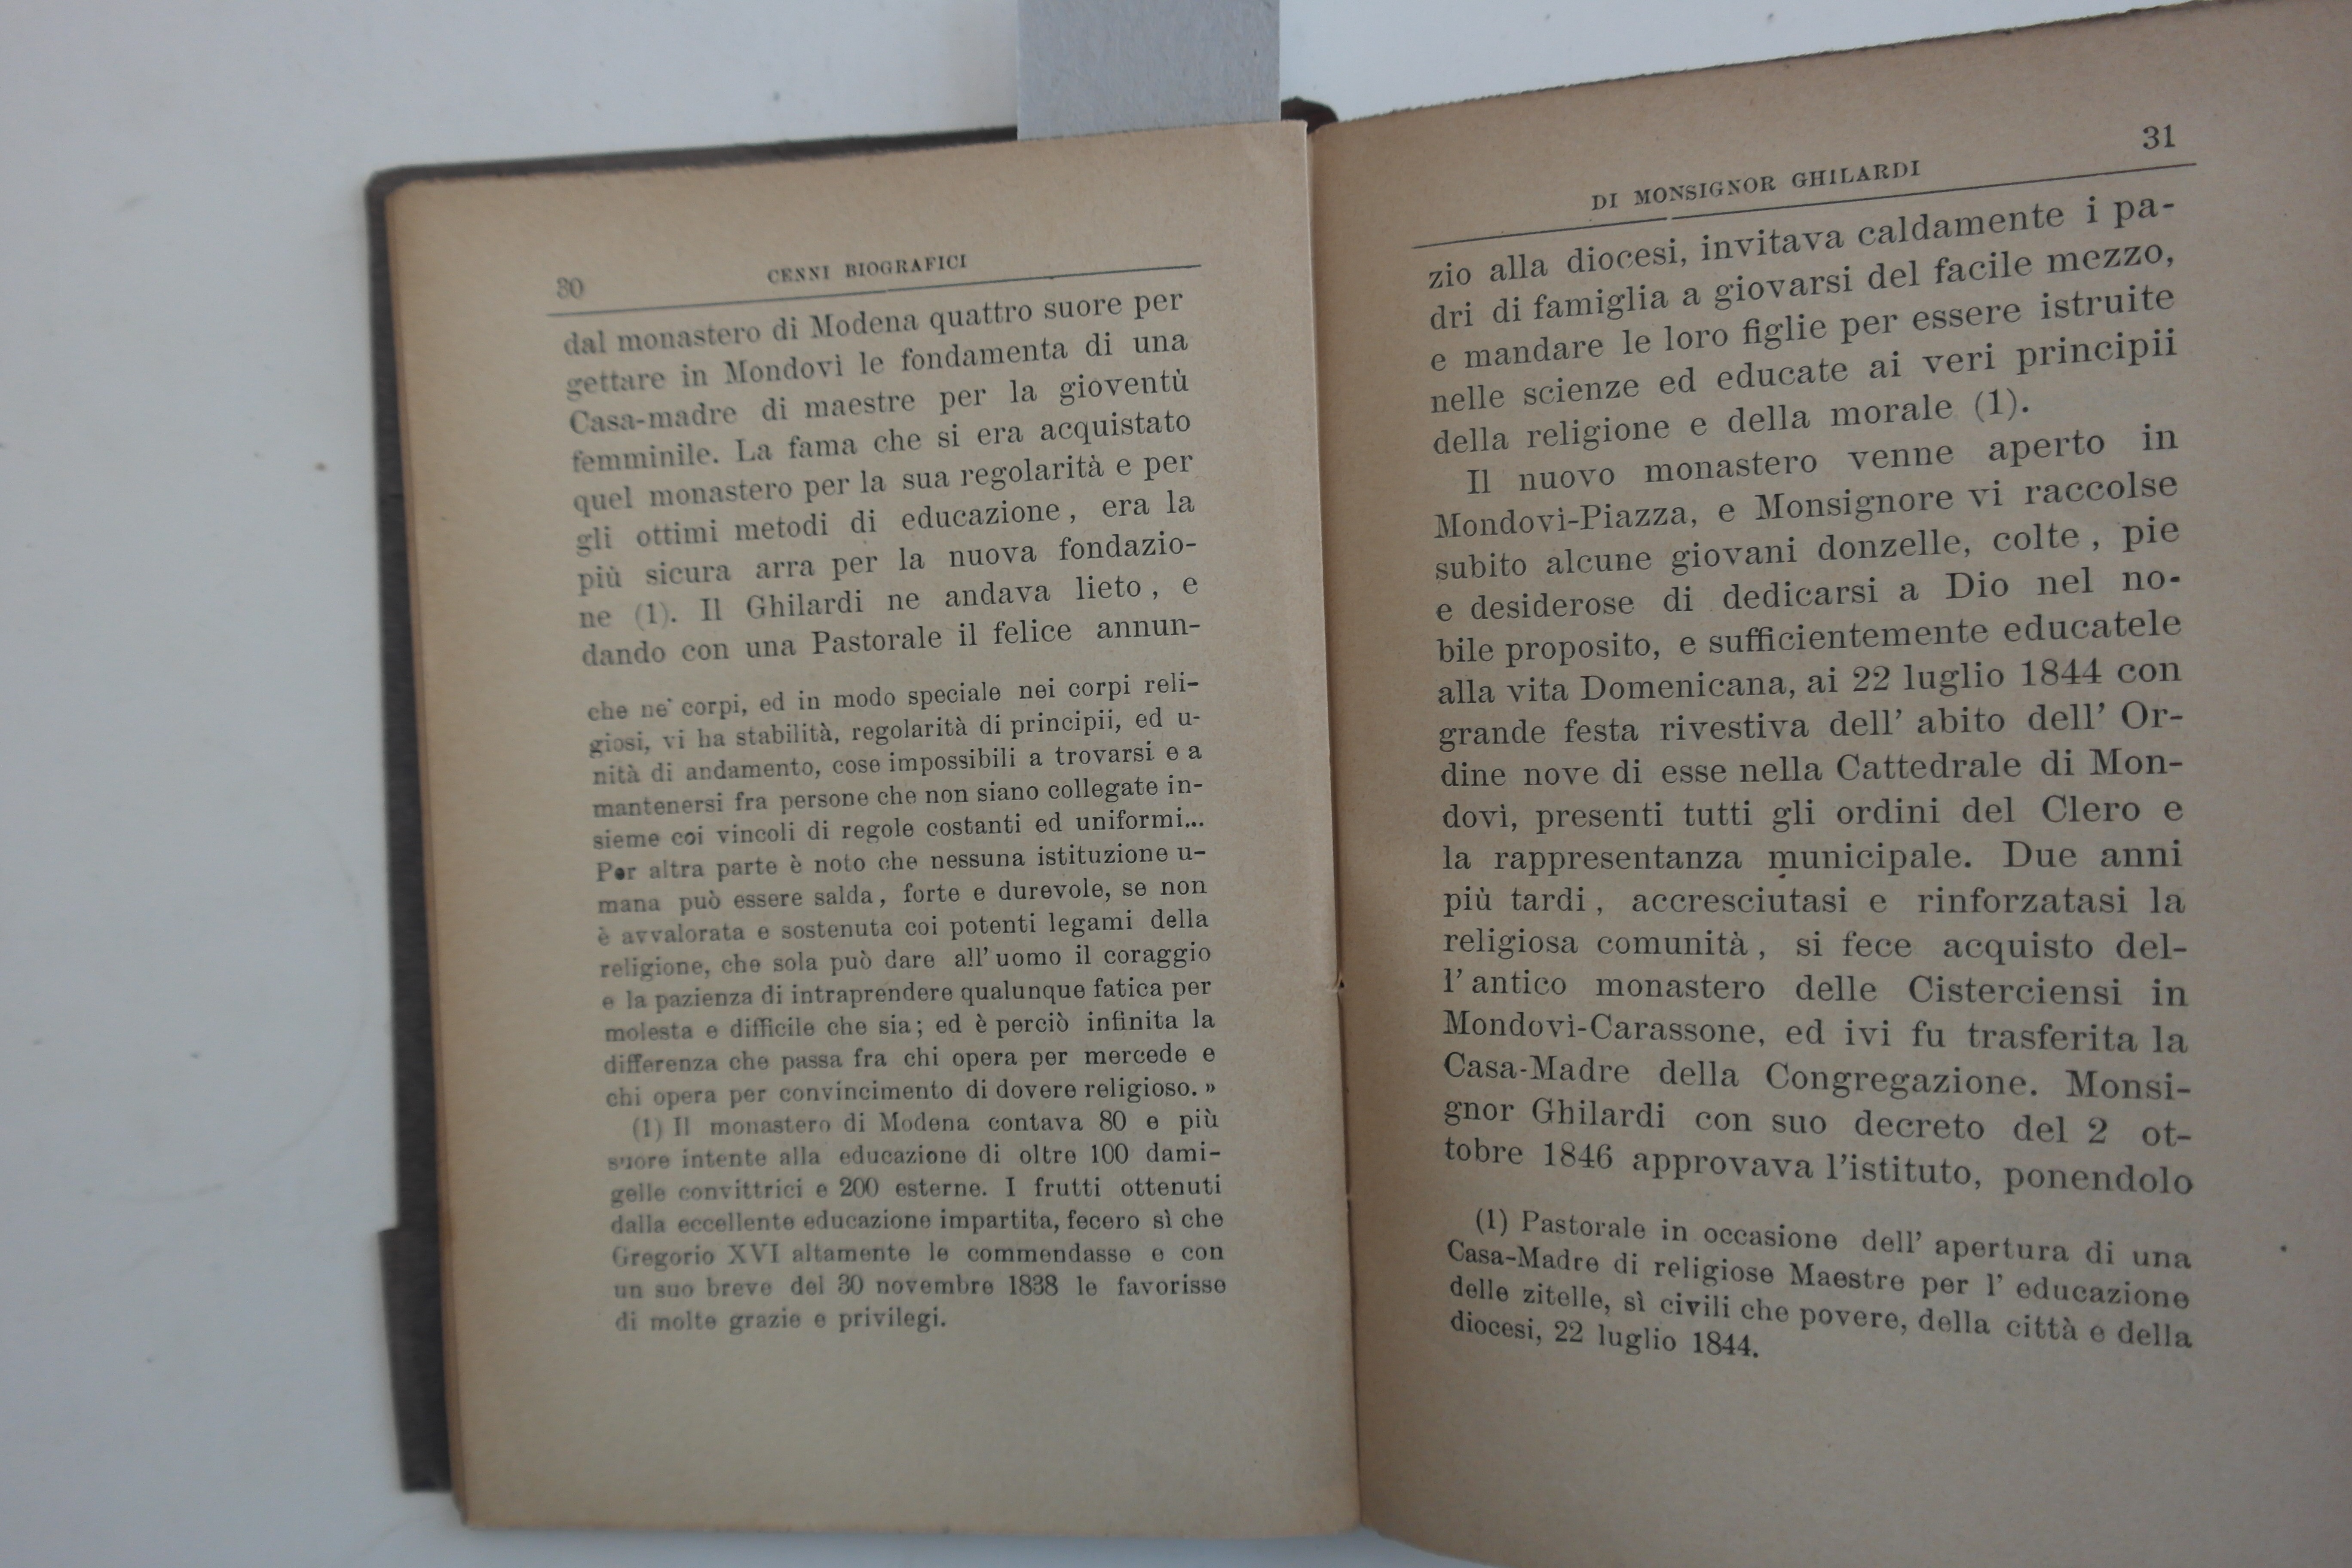 30
CENNI BIOGRAFICI
dal monastero di Modena quattro suore per
gettare in Mondovì le fondamenta di una
Casa-madre di maestre per la gioventù
femminile. La fama che si era acquistato
quel monastero per la sua regolarità e per
gli ottimi metodi di educazione, era la
più sicura arra per la nuova fondazio-
ne (1). Il Ghilardi ne andava lieto, e
dando con una Pastorale il felice annun-
che ne' corpi, ed in modo speciale nei corpi reli-
giosi, vi ha stabilità, regolarità di principii, ed u-
nità di andamento, cose impossibili a trovarsi e a
mantenersi fra persone che non siano collegate in-
sieme coi vincoli di regole costanti ed uniformi...
Per altra parte è noto che nessuna istituzione u-
mana può essere salda, forte e durevole, se non
è avvalorata e sostenuta coi potenti legami della
religione, che sola può dare all'uomo il coraggio
e la pazienza di intraprendere qualunque fatica per
molesta e difficile che sia; ed è perciò infinita la
differenza che passa fra chi opera per mercede e
chi opera per convincimento di dovere religioso. »
(1) Il monastero di Modena contava 80 e più
suore intente alla educazione di oltre 100 dami-
gelle convittrici e 200 esterne. I frutti ottenuti
dalla eccellente educazione impartita, fecero sì che
Gregorio XVI altamente le commendasse e con
un suo breve del 30 novembre 1838 le favorisse
di molte grazie e privilegi.
DI MONSIGNOR GHILARDI
31
zio alla diocesi, invitava caldamente i pa-
dri di famiglia a giovarsi del facile mezzo,
e mandare le loro figlie per essere istruite
nelle scienze ed educate ai veri principii
della religione e della morale (1).
Il nuovo monastero venne aperto in
Mondovì-Piazza, e Monsignore vi raccolse
subito alcune giovani donzelle, colte, pie
e desiderose di dedicarsi a Dio nel no-
bile proposito, e sufficientemente educatele
alla vita Domenicana, ai 22 luglio 1844 con
grande festa rivestiva dell' abito dell' Or-
dine nove di esse nella Cattedrale di Mon-
dovì, presenti tutti gli ordini del Clero e
la rappresentanza municipale. Due anni
più tardi, accresciutasi e rinforzatasi la
religiosa comunità, si fece acquisto del-
l'antico monastero delle Cisterciensi in
Mondovì-Carassone, ed ivi fu trasferita la
Casa-Madre della Congregazione. Monsi-
gnor Ghilardi con suo decreto del 2 ot-
tobre 1846 approvava l'istituto, ponendolo
(1) Pastorale in occasione dell' apertura di una
Casa-Madre di religiose Maestre per l' educazione
delle zitelle, sì civili che povere, della città e della
diocesi, 22 luglio 1844.